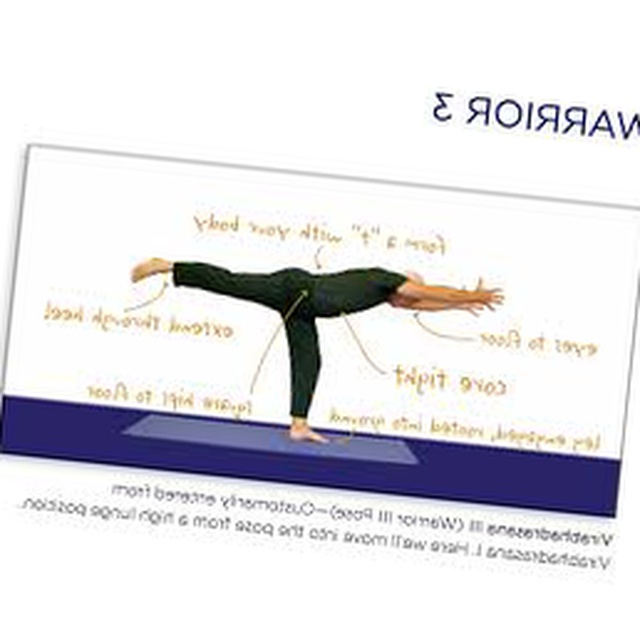 WARRIOR 3
form a "t" with your body
extend through heel
eyes to floor
core tight
square hips to floor
leg engaged, rooted into ground
Virabhadrasana III (Warrior III Pose)—Customarily entered from
Virabhadrasana I. Here we'll move into the pose from a high lunge position.